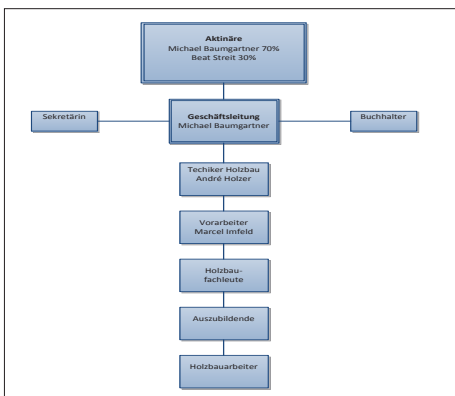 Aktinäre
Michael Baumgartner 70%
Beat Streit 30%
Sekretärin
Geschäftsleitung
Michael Baumgartner
Buchhalter
Techiker Holzbau
André Holzer
Vorarbeiter
Marcel Imfeld
Holzbau-
fachleute
Auszubildende
Holzbauarbeiter